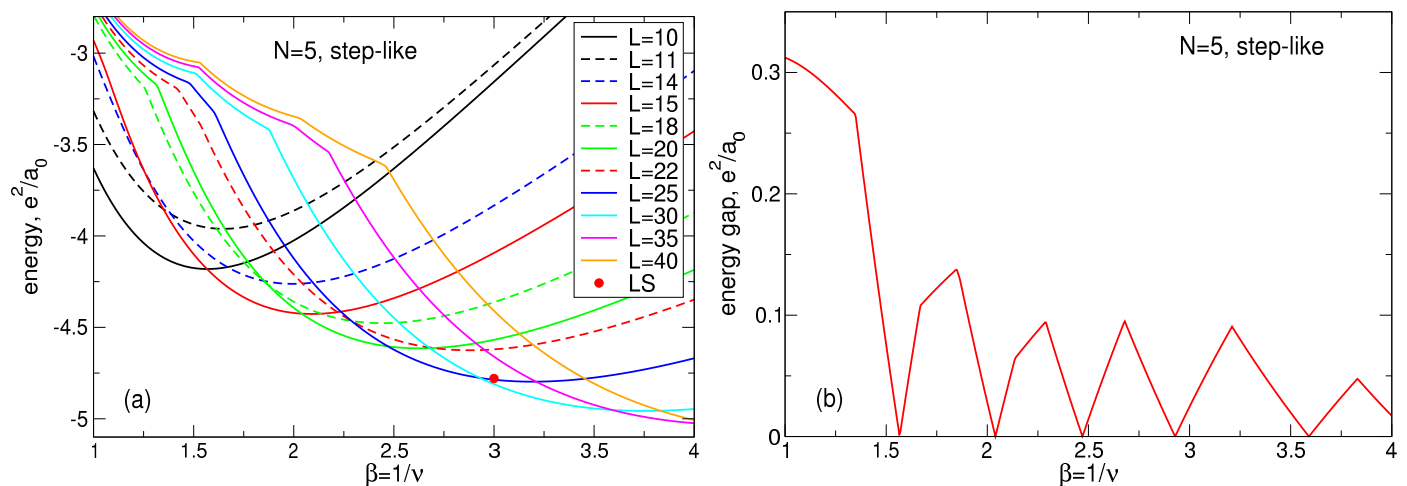 N=5, step-like
energy, e²/a₀
-3
-3.5
-4
-4.5
-5
L=10
L=11
L=14
L=15
L=18
L=20
L=22
L=25
L=30
L=35
L=40
LS
(a)
1 1.5 2 2.5 3 3.5 4
β=1/ν
N=5, step-like
energy gap, e²/a₀
0.3
0.2
0.1
0
(b)
1 1.5 2 2.5 3 3.5 4
β=1/ν